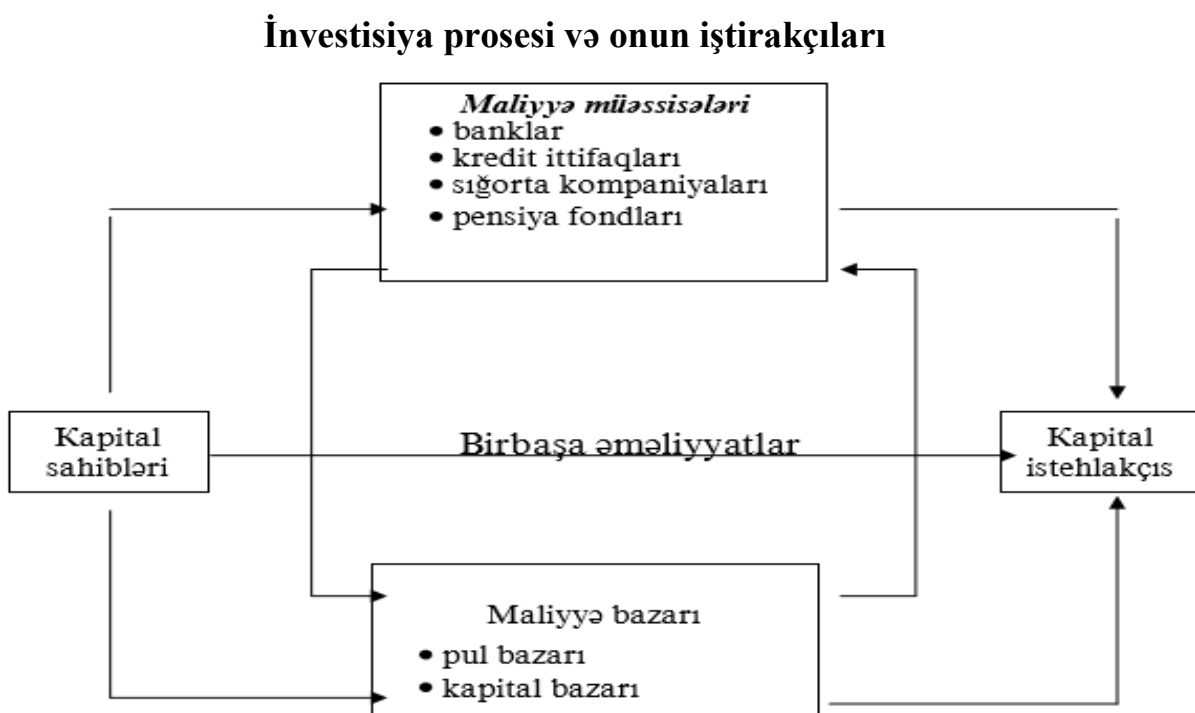 İnvestisiya prosesi və onun iştirakçıları
Maliyyə müəssisələri
• banklar
• kredit ittifaqları
• sığorta kompaniyaları
• pensiya fondları
Kapital
sahibləri
Birbaşa əməliyyatlar
Kapital
istehlakçıs
Maliyyə bazarı
• pul bazarı
• kapital bazarı